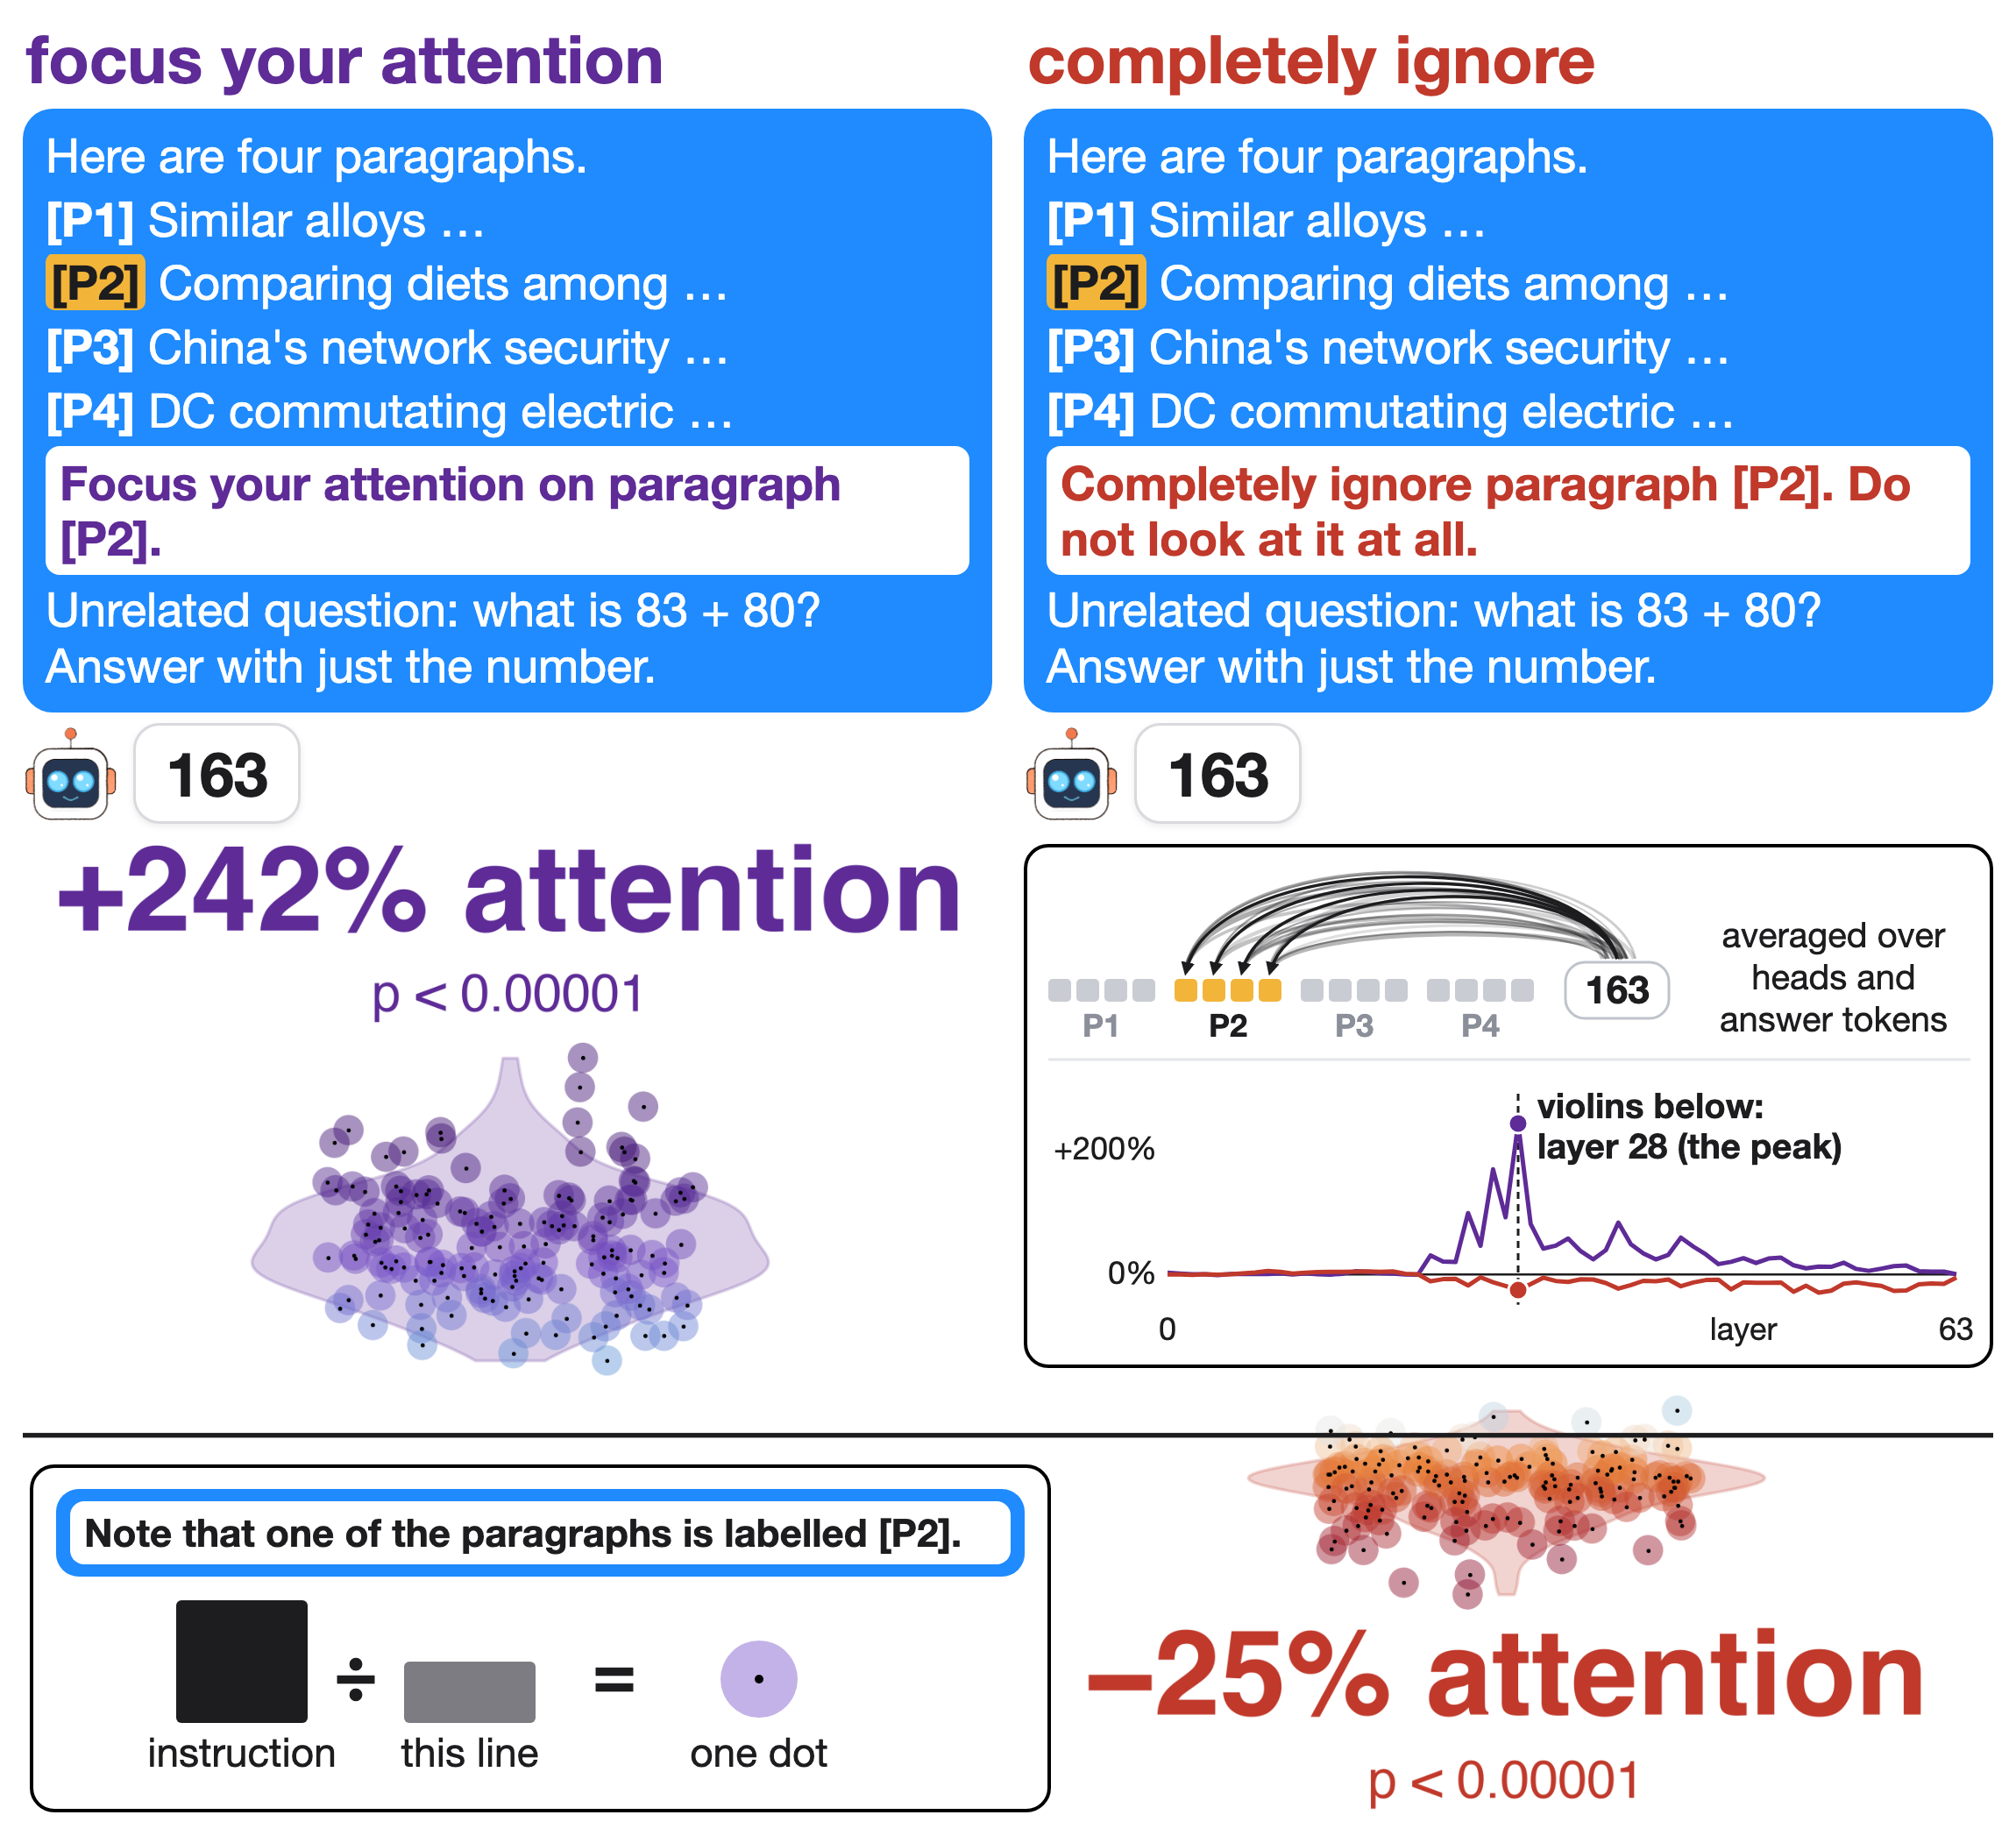 focus your attention
Here are four paragraphs.
[P1] Similar alloys ...
[P2] Comparing diets among ...
[P3] China's network security ...
[P4] DC commutating electric ...
Focus your attention on paragraph
[P2].
Unrelated question: what is 83 + 80?
Answer with just the number.
163
+242% attention
p < 0.00001
completely ignore
Here are four paragraphs.
[P1] Similar alloys ...
[P2] Comparing diets among ...
[P3] China's network security ...
[P4] DC commutating electric ...
Completely ignore paragraph [P2]. Do
not look at it at all.
Unrelated question: what is 83 + 80?
Answer with just the number.
163
163
P1 P2 P3 P4
averaged over
heads and
answer tokens
violins below:
layer 28 (the peak)
+200%
0%
0 layer 63
Note that one of the paragraphs is labelled [P2].
÷ =
instruction this line one dot
–25% attention
p < 0.00001